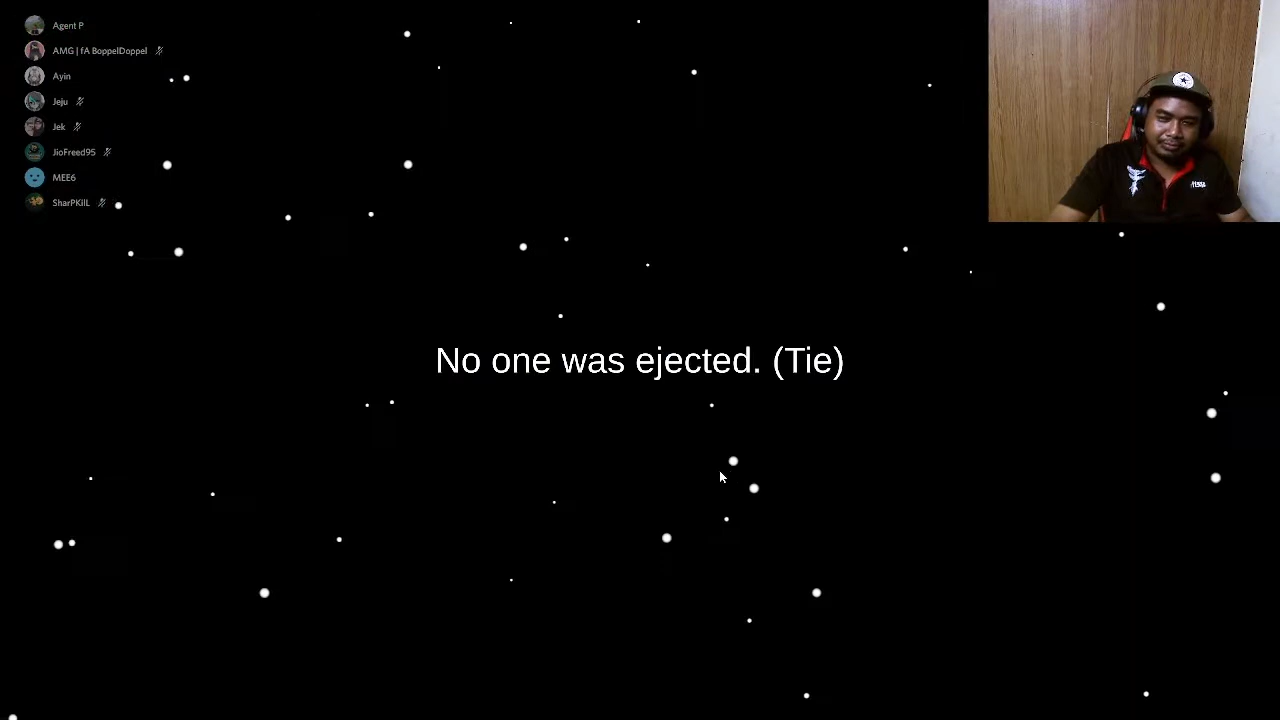 Agent P
AMG | fA BoppelDoppel
Ayin
Jeju
Jek
JioFreed95
MEE6
SharPKIlL
No one was ejected. (Tie)